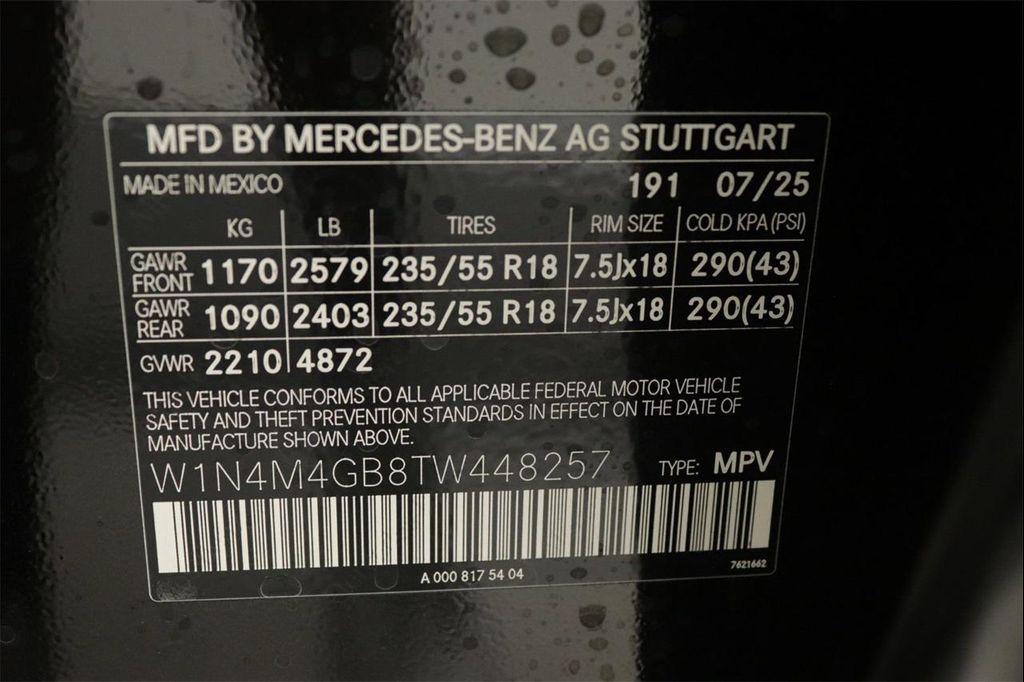 MFD BY MERCEDES-BENZ AG STUTTGART
MADE IN MEXICO 191 07/25
KG LB TIRES RIM SIZE COLD KPA (PSI)
GAWR FRONT 1170 2579 235/55 R18 7.5Jx18 290(43)
GAWR REAR 1090 2403 235/55 R18 7.5Jx18 290(43)
GVWR 2210 4872
THIS VEHICLE CONFORMS TO ALL APPLICABLE FEDERAL MOTOR VEHICLE
SAFETY AND THEFT PREVENTION STANDARDS IN EFFECT ON THE DATE OF
MANUFACTURE SHOWN ABOVE.
W1N4M4GB8TW448257 TYPE: MPV
A 000 817 54 04 7621662